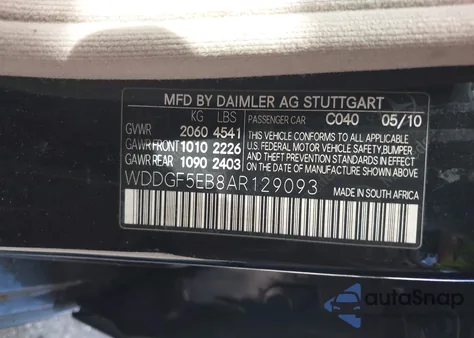 MFD BY DAIMLER AG STUTTGART
KG LBS PASSENGER CAR C040 05/10
GVWR 2060 4541 THIS VEHICLE CONFORMS TO ALL APPLICABLE
GAWR FRONT 1010 2226 U.S. FEDERAL MOTOR VEHICLE SAFETY, BUMPER,
GAWR REAR 1090 2403 AND THEFT PREVENTION STANDARDS IN EFFECT ON THE DATE OF MANUFACTURE SHOWN ABOVE.
WDDGF5EB8AR129093 MADE IN SOUTH AFRICA
autoSnap